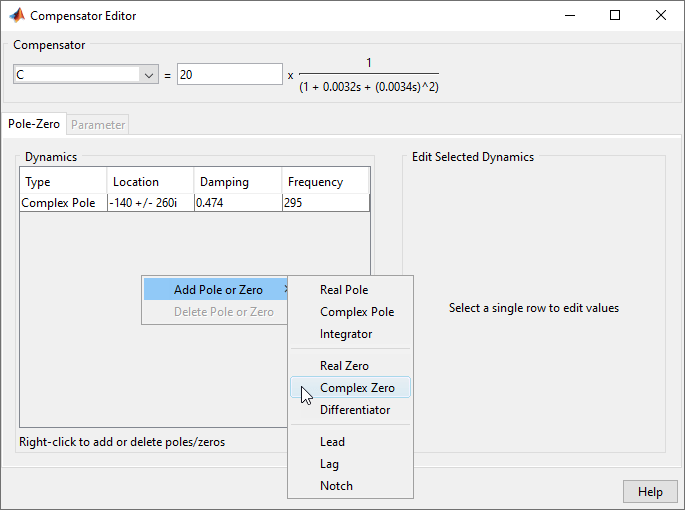 Compensator Editor
Compensator
C = 20 x 1
(1 + 0.0032s + (0.0034s)^2)
Pole-Zero Parameter
Dynamics
Type Location Damping Frequency
Complex Pole -140 +/- 260i 0.474 295
Add Pole or Zero
Delete Pole or Zero
Real Pole
Complex Pole
Integrator
Real Zero
Complex Zero
Differentiator
Lead
Lag
Notch
Right-click to add or delete poles/zeros
Edit Selected Dynamics
Select a single row to edit values
Help